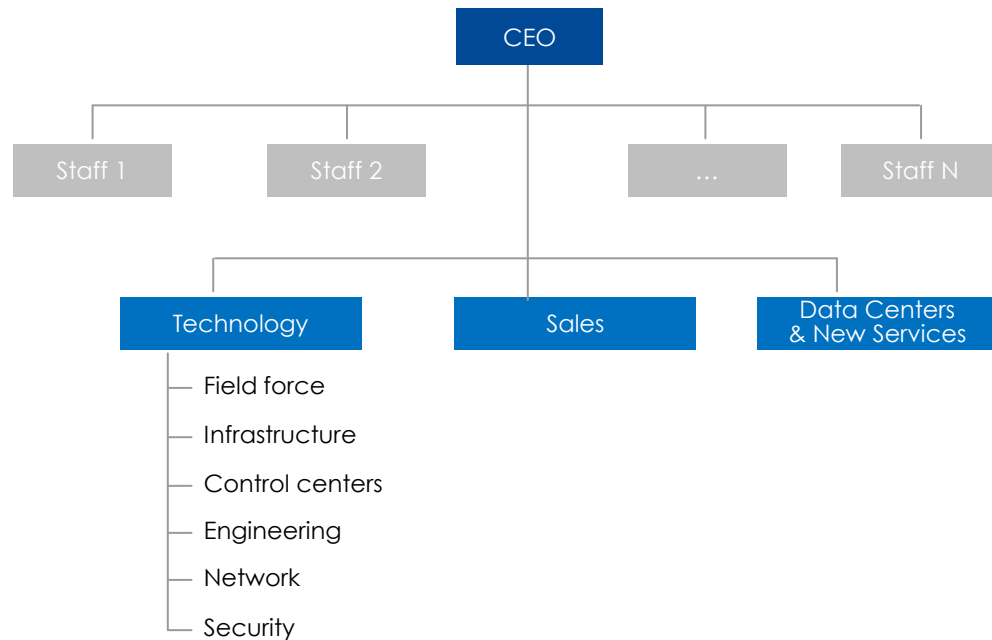 CEO
Staff 1
Staff 2
...
Staff N
Technology
Sales
Data Centers
& New Services
Field force
Infrastructure
Control centers
Engineering
Network
Security